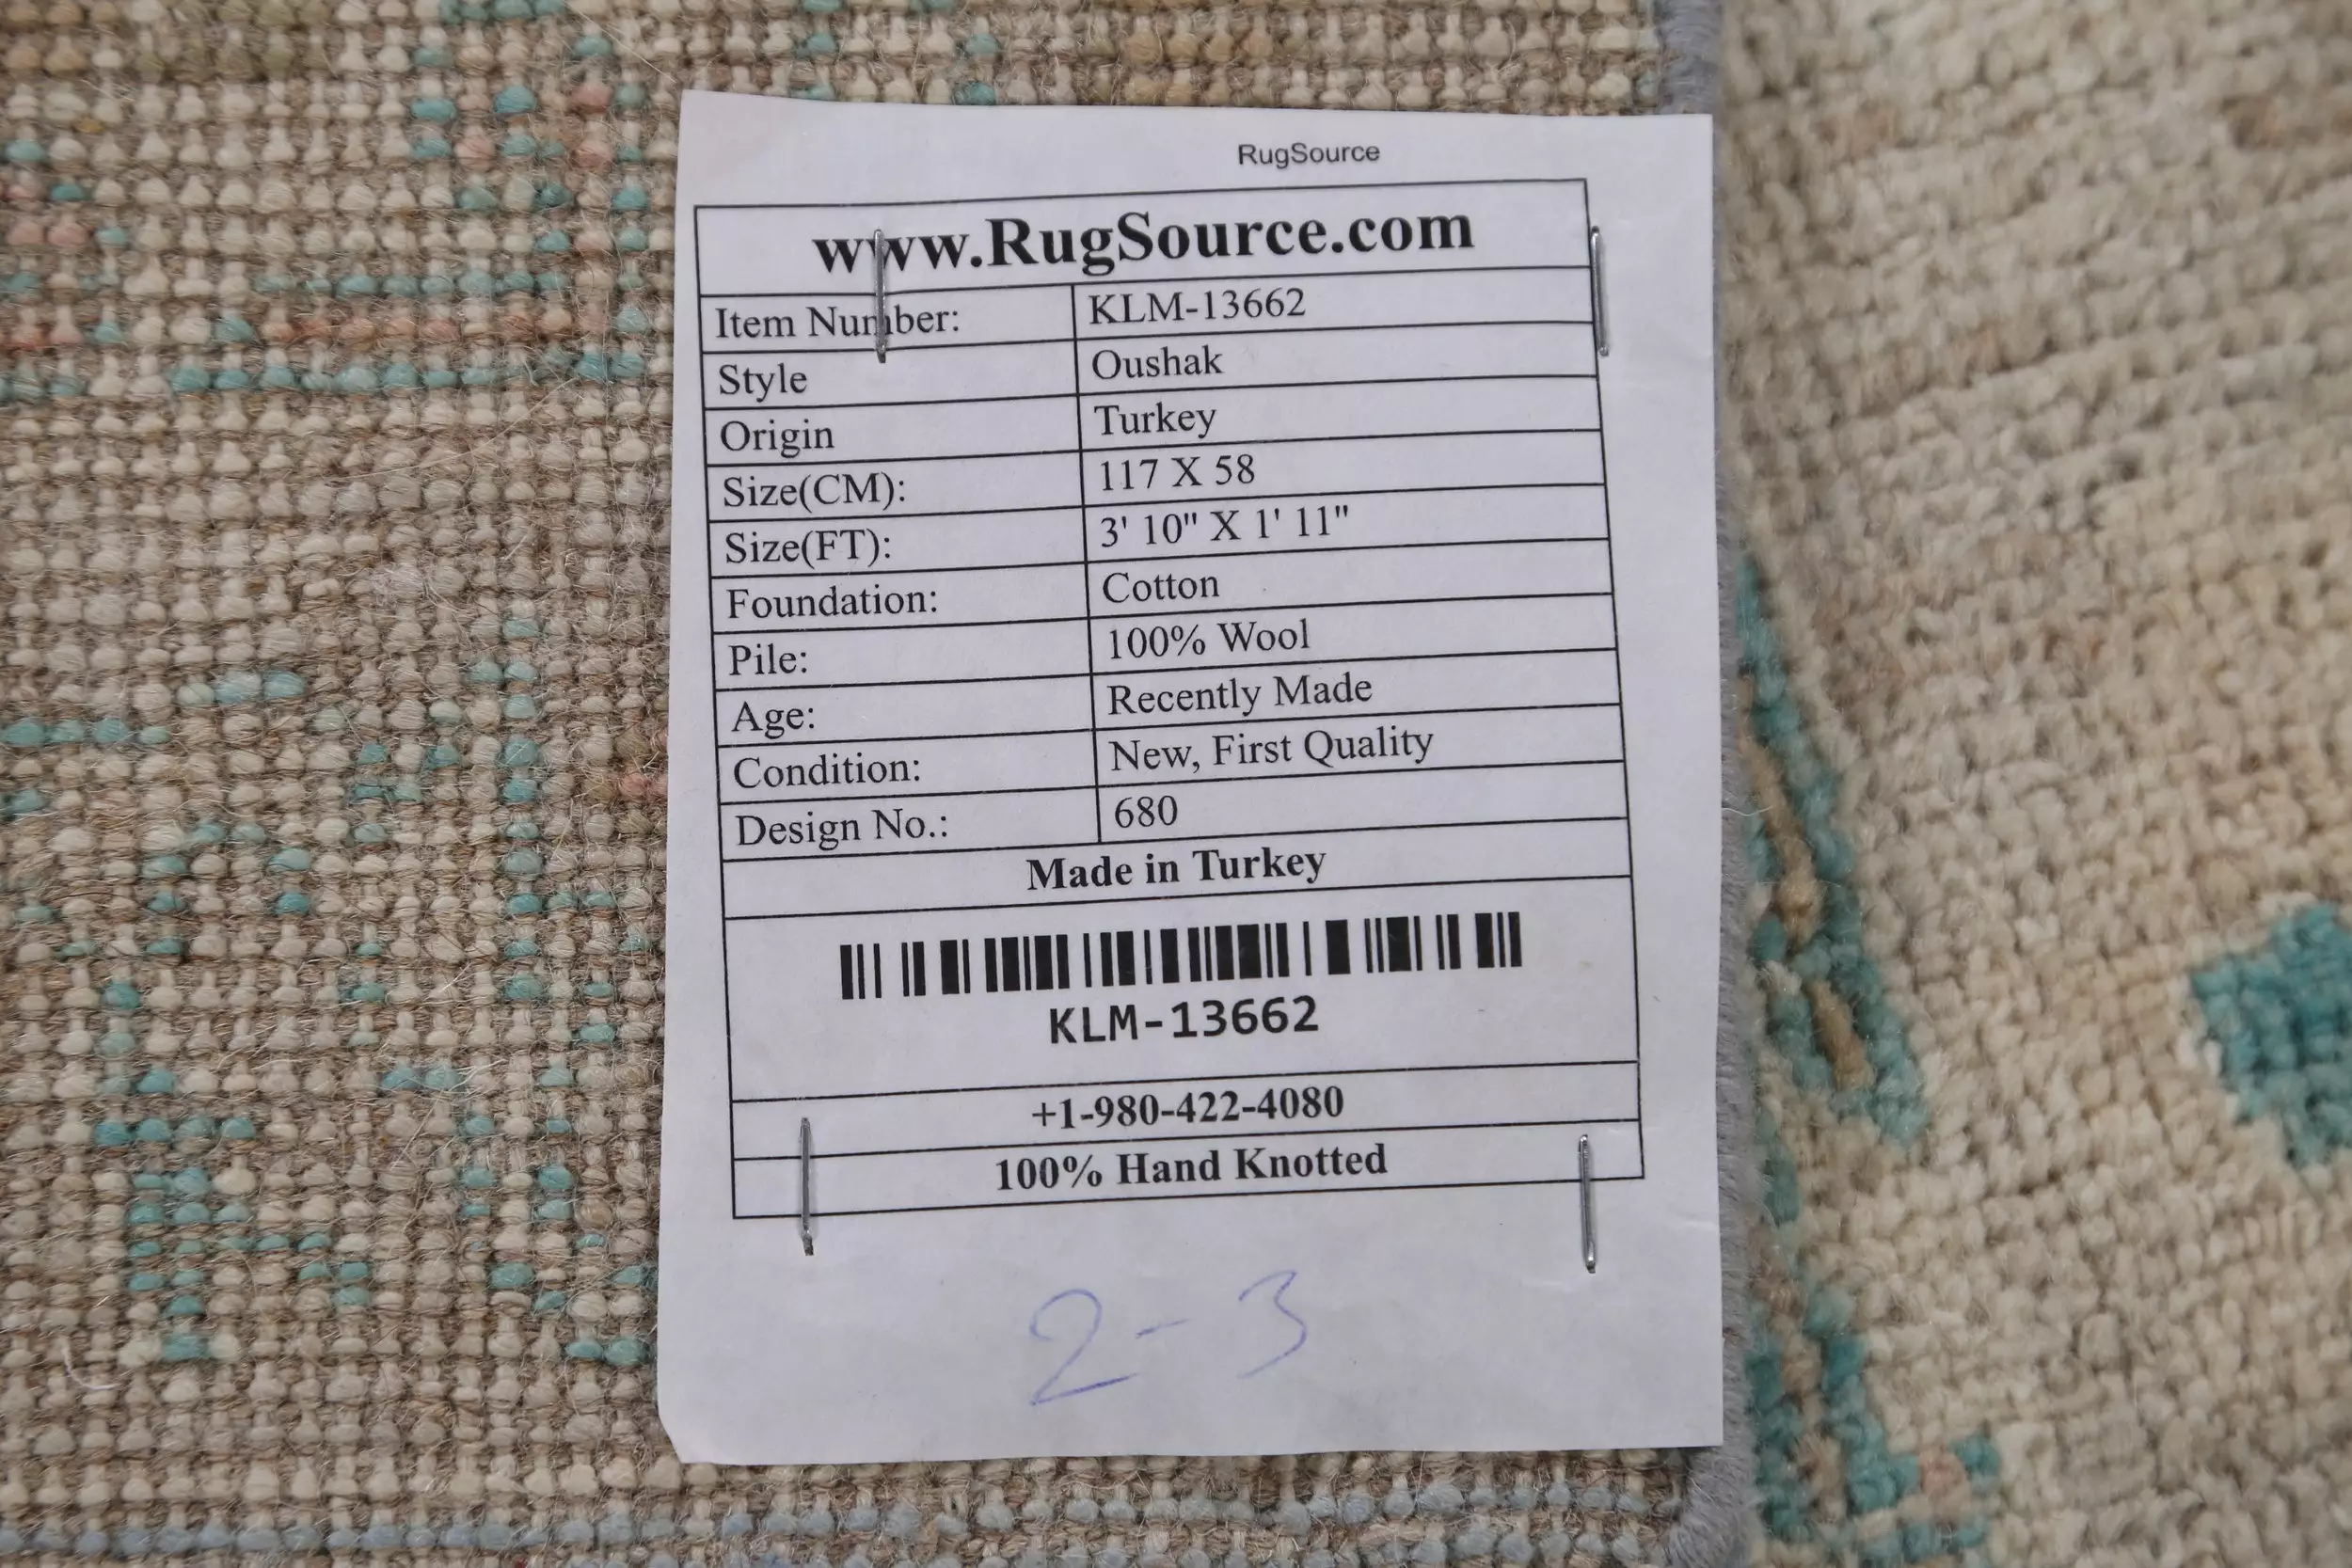 RugSource
www.RugSource.com
Item Number: KLM-13662
Style Oushak
Origin Turkey
Size(CM): 117 X 58
Size(FT): 3' 10" X 1' 11"
Foundation: Cotton
Pile: 100% Wool
Age: Recently Made
Condition: New, First Quality
Design No.: 680
Made in Turkey
KLM-13662
+1-980-422-4080
100% Hand Knotted
2-3